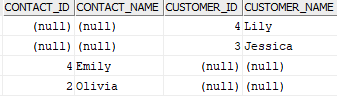 CONTACT_ID CONTACT_NAME CUSTOMER_ID CUSTOMER_NAME
(null) (null) 4 Lily
(null) (null) 3 Jessica
4 Emily (null) (null)
2 Olivia (null) (null)